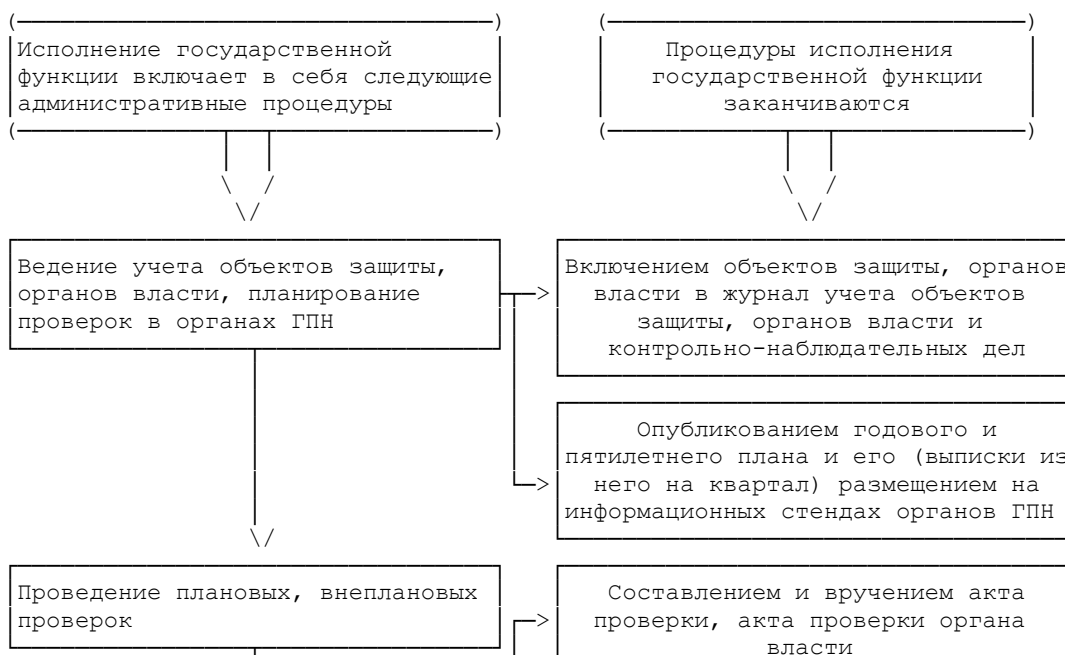 Исполнение государственной
функции включает в себя следующие
административные процедуры
Процедуры исполнения
государственной функции
заканчиваются
Ведение учета объектов защиты,
органов власти, планирование
проверок в органах ГПН
Включением объектов защиты, органов
власти в журнал учета объектов
защиты, органов власти и
контрольно-наблюдательных дел
Опубликованием годового и
пятилетнего плана и его (выписки из
него на квартал) размещением на
информационных стендах органов ГПН
Проведение плановых, внеплановых
проверок
Составлением и вручением акта
проверки, акта проверки органа
власти